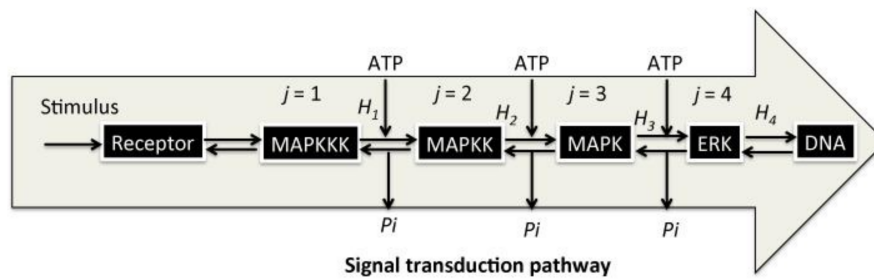 ATP ATP ATP
j = 1 H1 j = 2 H2 j = 3 H3 j = 4 H4
Stimulus
Receptor MAPKKK MAPKK MAPK ERK DNA
Pi Pi Pi
Signal transduction pathway